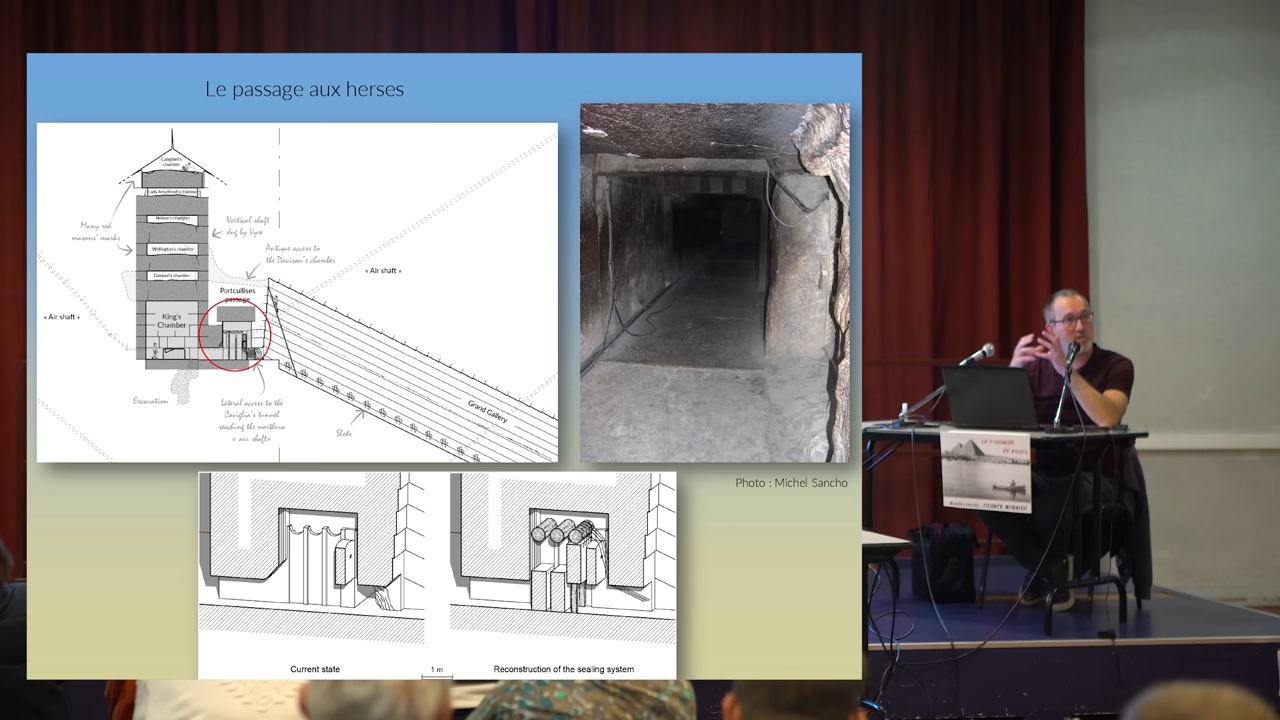 Le passage aux herses
Campbell's
chamber
Lady Arbuthnot's chamber
Nelson's chamber
Many red
masons' marks
Vertical shaft
dug by Vyse
Wellington's chamber
Antique access to
the Davison's chamber
Davison's chamber
« Air shaft »
Portcullises
passage
King's
Chamber
« Air shaft »
Excavation
Lateral access to the
Caviglia's tunnel
reaching the northern
« air shaft»
Slots
Grand Gallery
Photo : Michel Sancho
Current state
1 m
Reconstruction of the sealing system
LA PYRAMIDE
DE KHEOPS